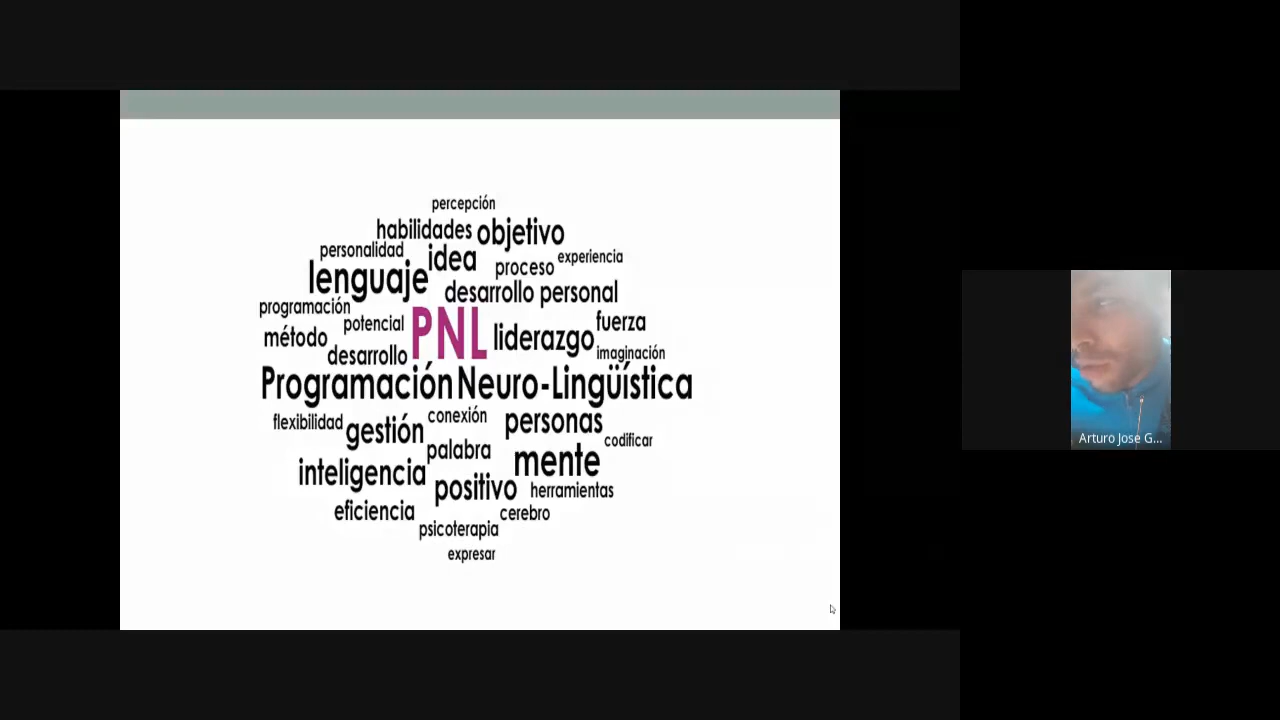 percepción
habilidades objetivo
personalidad idea experiencia
lenguaje proceso
desarrollo personal
programación
potencial PNL liderazgo fuerza
método
desarrollo imaginación
Programación Neuro-Lingüística
flexibilidad gestión conexión personas
palabra codificar
inteligencia mente
positivo herramientas
eficiencia cerebro
psicoterapia
expresar
Arturo Jose G...